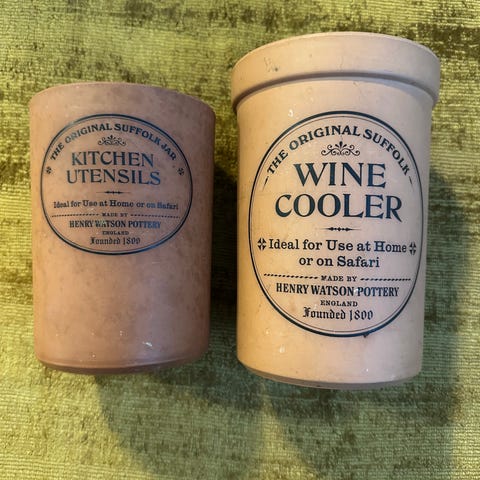 THE ORIGINAL SUFFOLK JAR
KITCHEN
UTENSILS
Ideal for Use at Home or on Safari
MADE BY
HENRY WATSON POTTERY
ENGLAND
Founded 1800
THE ORIGINAL SUFFOLK
WINE
COOLER
Ideal for Use at Home
or on Safari
MADE BY
HENRY WATSON POTTERY
ENGLAND
Founded 1800